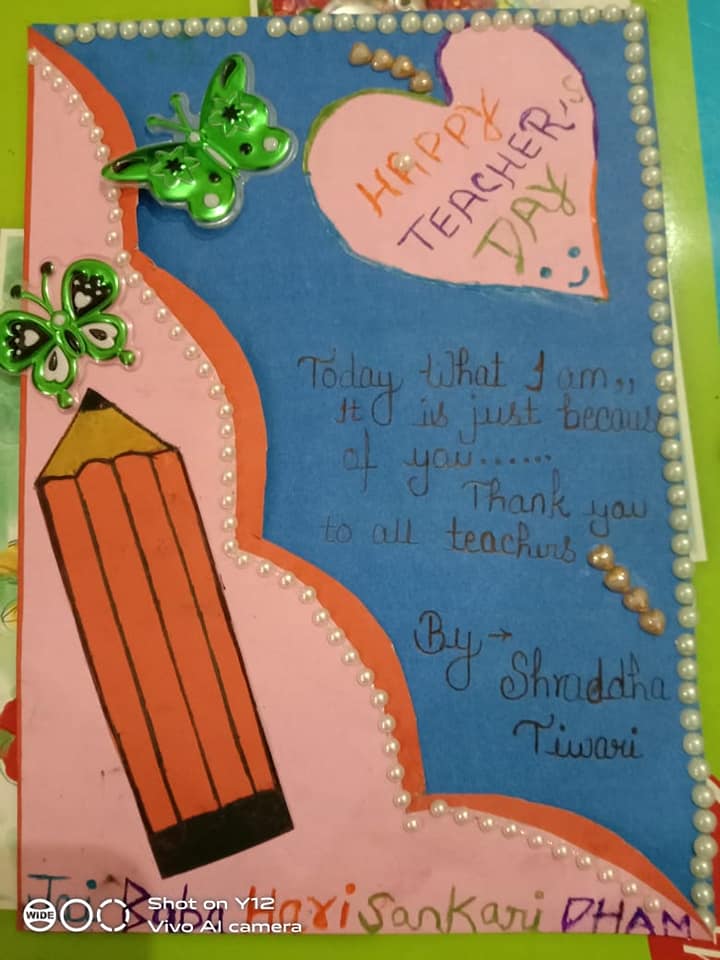 HAPPY
TEACHER'S
DAY
Today what I am,,
It is just becaus
of you......
Thank you
to all teachers
By →
Shraddha
Tiwari
Jai Baba Hari Sankari DHAM
WIDE
Shot on Y12
Vivo AI camera